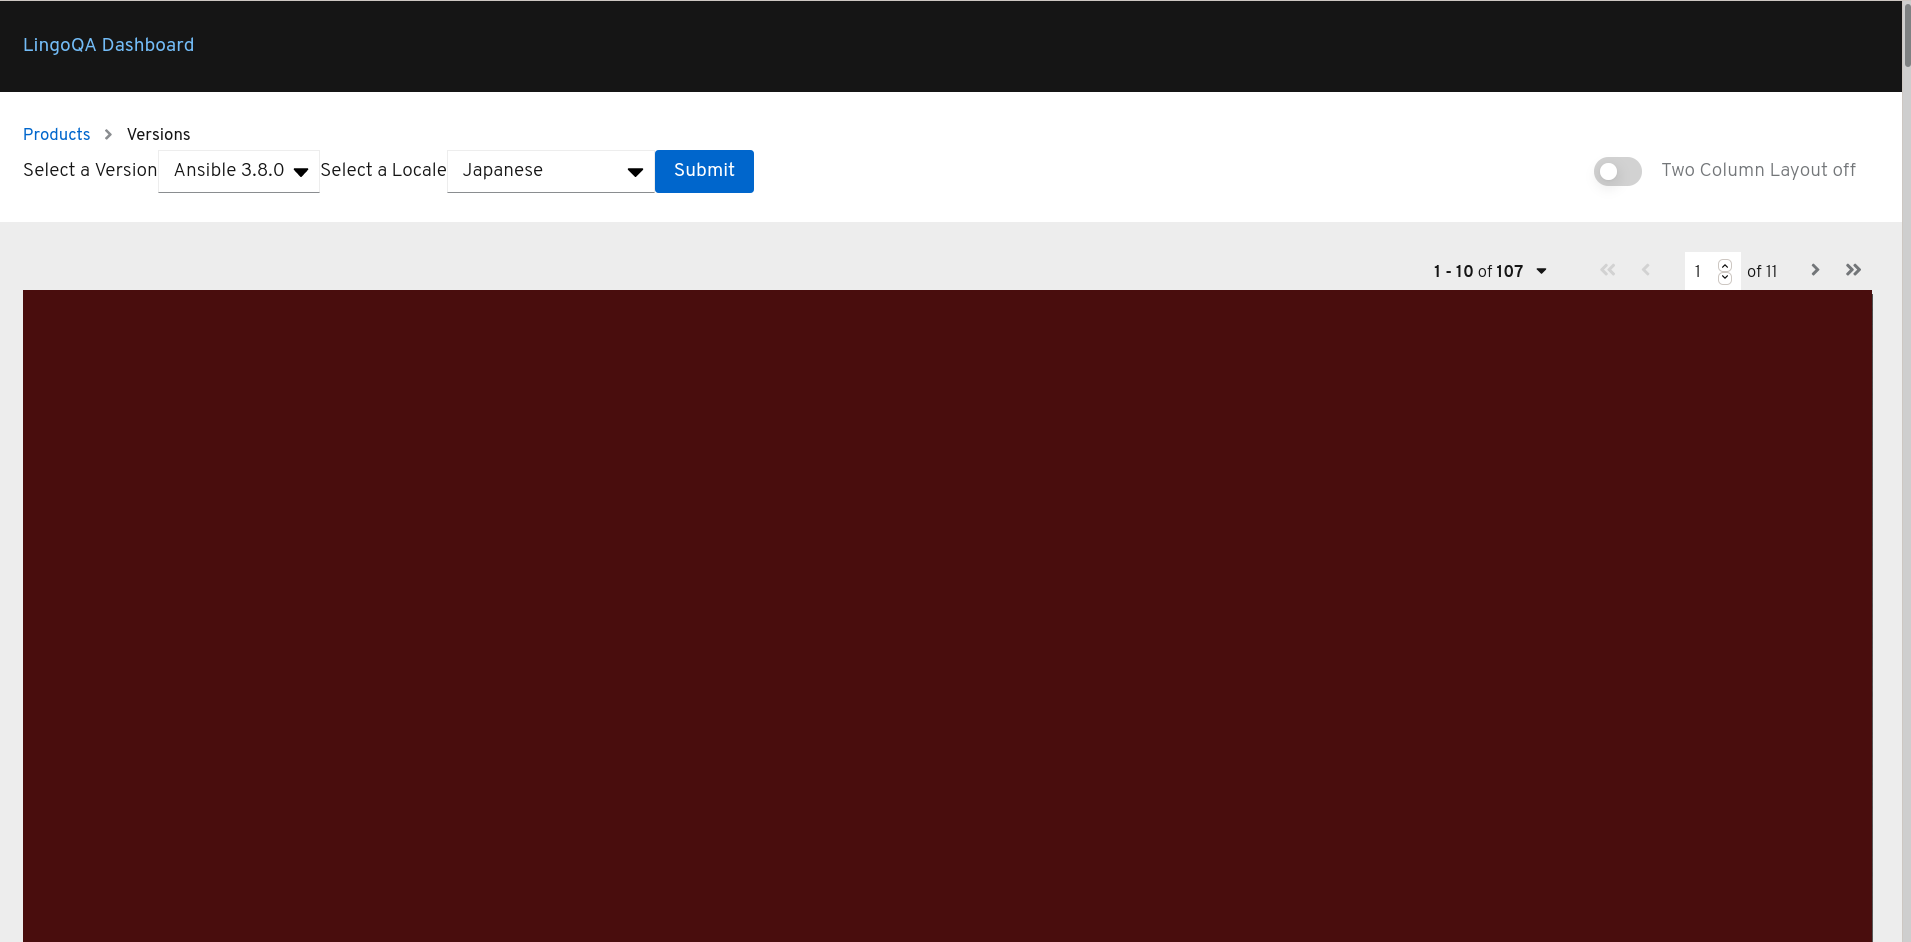 LingoQA Dashboard
Products > Versions
Select a Version Ansible 3.8.0 Select a Locale Japanese Submit Two Column Layout off
1 - 10 of 107 1 of 11